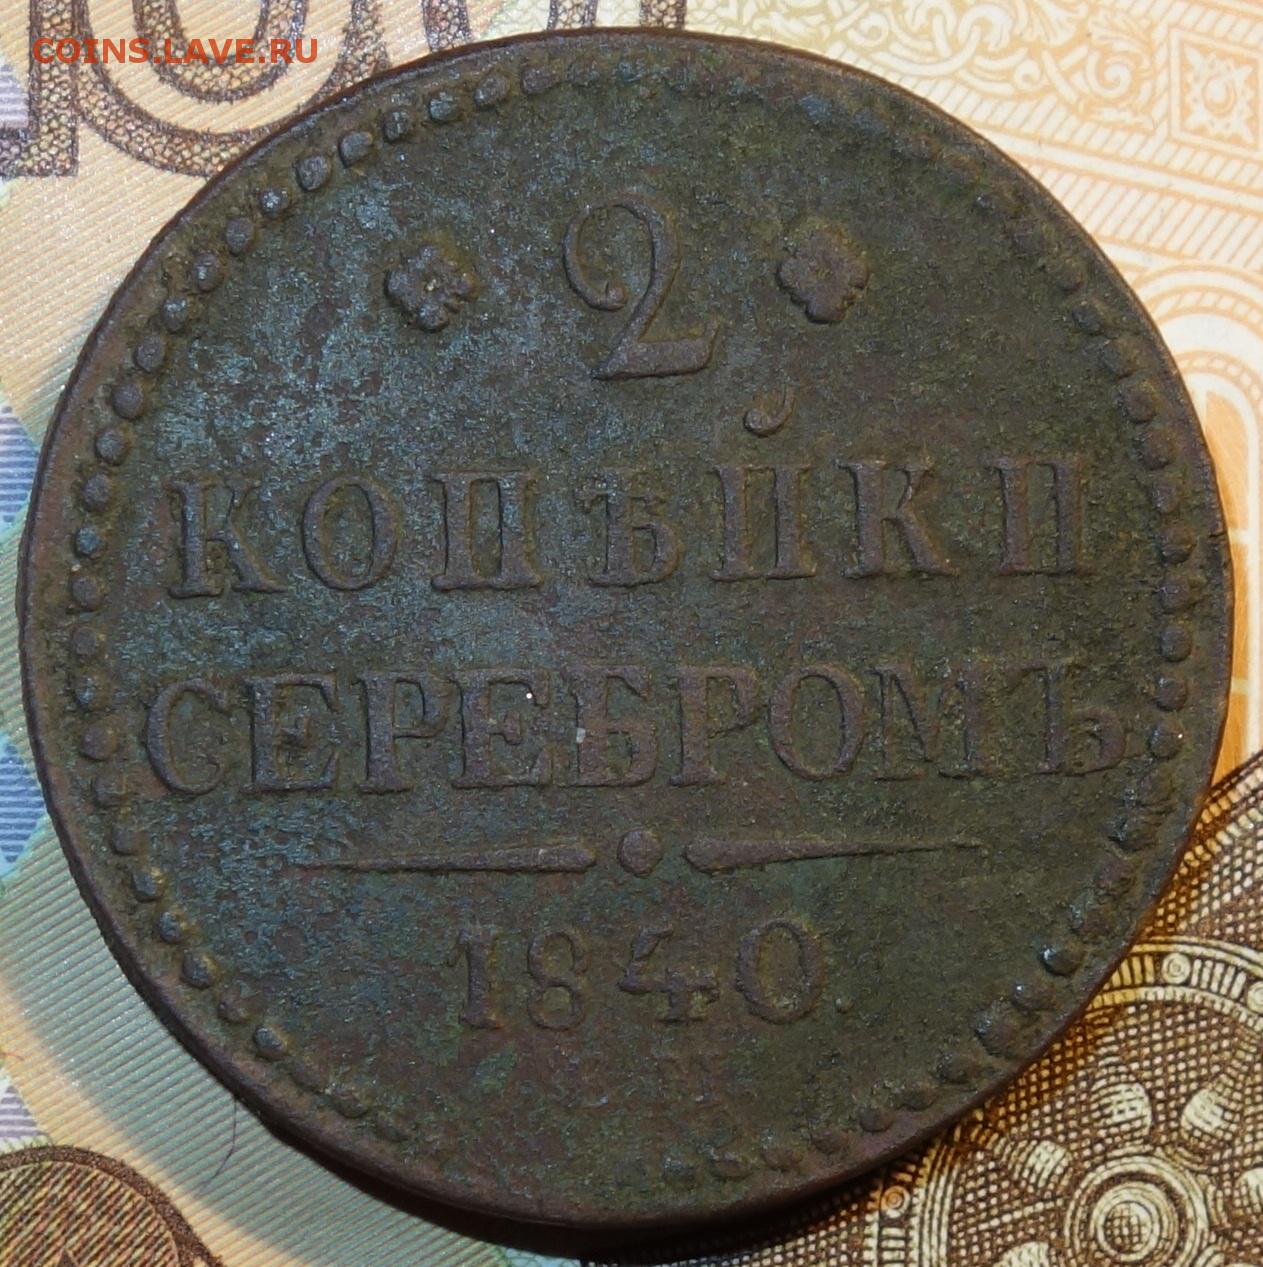 COINS.LAVE.RU
2
КОПѢЙКИ
СЕРЕБРОМЪ
1840.